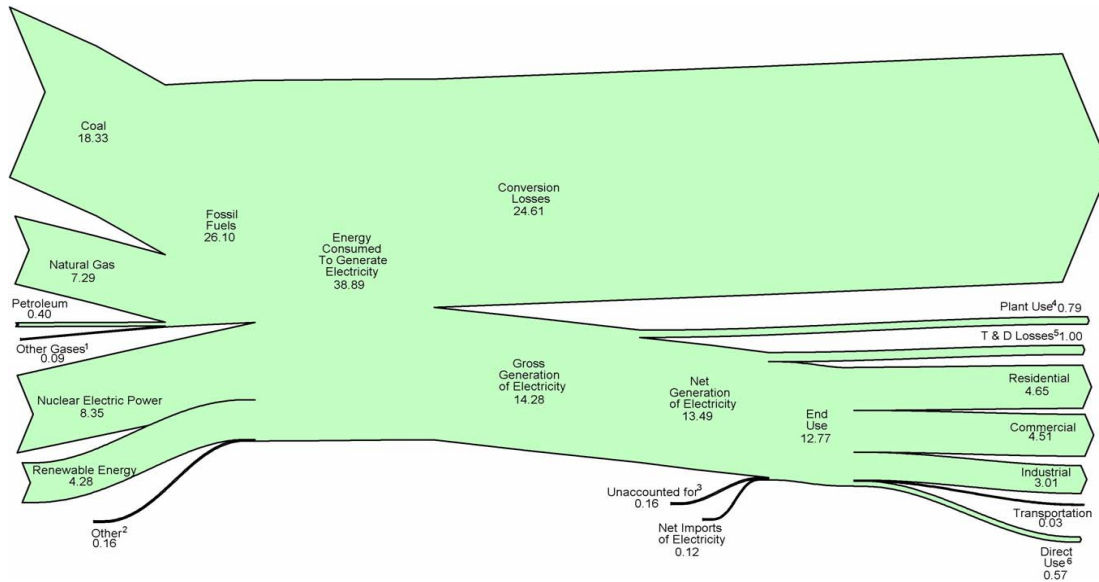 Coal
18.33
Fossil
Fuels
26.10
Natural Gas
7.29
Petroleum
0.40
Other Gases¹
0.09
Nuclear Electric Power
8.35
Renewable Energy
4.28
Other²
0.16
Energy
Consumed
To Generate
Electricity
38.89
Conversion
Losses
24.61
Gross
Generation
of Electricity
14.28
Net
Generation
of Electricity
13.49
Unaccounted for³
0.16
Net Imports
of Electricity
0.12
End
Use
12.77
Plant Use⁴ 0.79
T & D Losses⁵ 1.00
Residential
4.65
Commercial
4.51
Industrial
3.01
Transportation
0.03
Direct
Use⁶
0.57